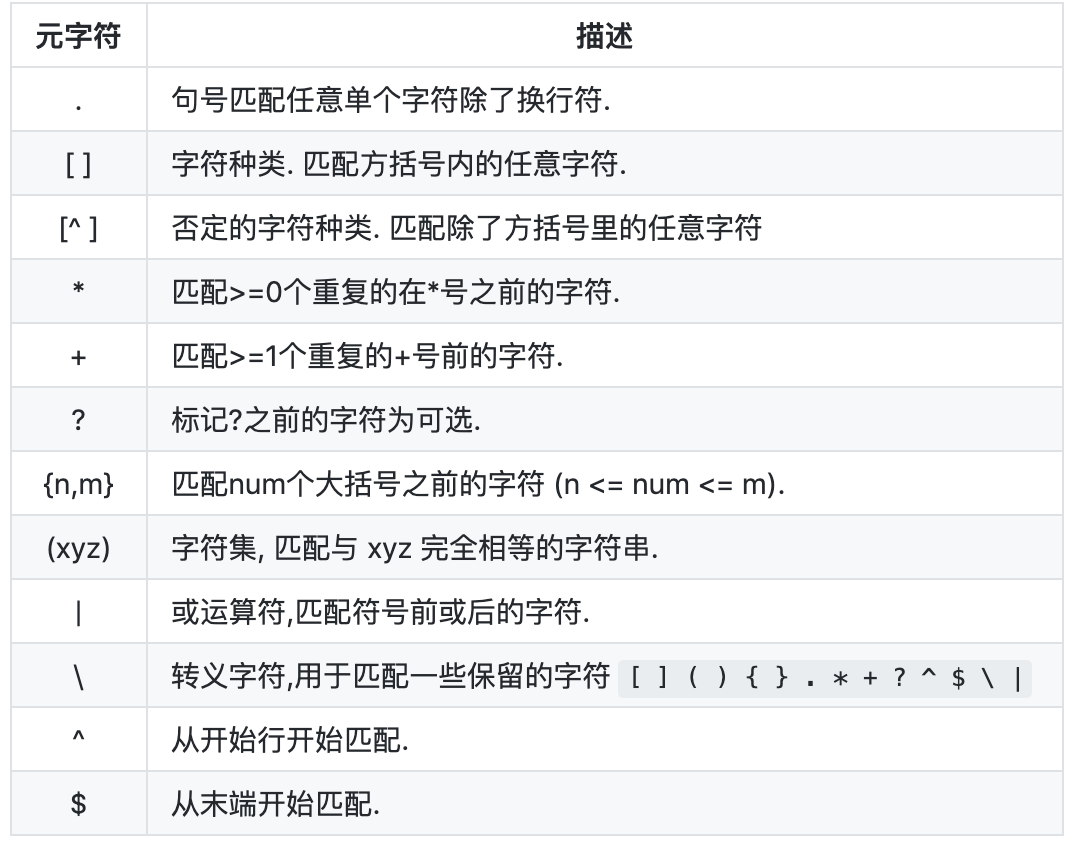 元字符 描述
. 句号匹配任意单个字符除了换行符.
[ ] 字符种类. 匹配方括号内的任意字符.
[^ ] 否定的字符种类. 匹配除了方括号里的任意字符
* 匹配>=0个重复的在*号之前的字符.
+ 匹配>=1个重复的+号前的字符.
? 标记?之前的字符为可选.
{n,m} 匹配num个大括号之前的字符 (n <= num <= m).
(xyz) 字符集, 匹配与 xyz 完全相等的字符串.
| 或运算符,匹配符号前或后的字符.
\ 转义字符,用于匹配一些保留的字符 [ ] ( ) { } . * + ? ^ $ \ |
^ 从开始行开始匹配.
$ 从末端开始匹配.